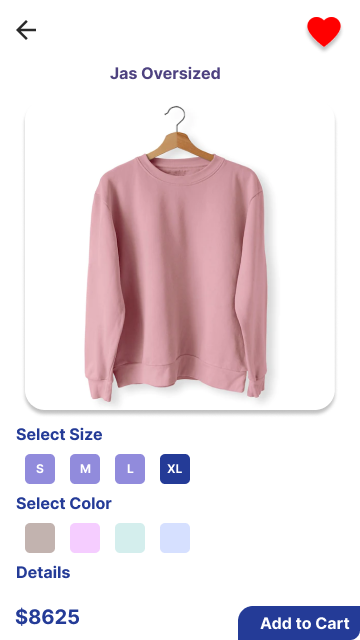 Jas Oversized
Select Size
S M L XL
Select Color
Details
$8625
Add to Cart